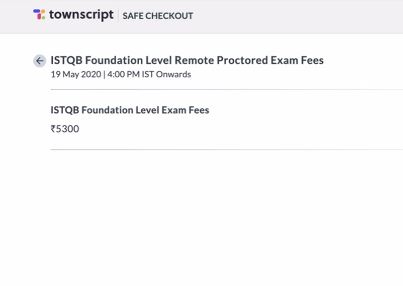 townscript SAFE CHECKOUT
ISTQB Foundation Level Remote Proctored Exam Fees
19 May 2020 | 4:00 PM IST Onwards
ISTQB Foundation Level Exam Fees
₹5300